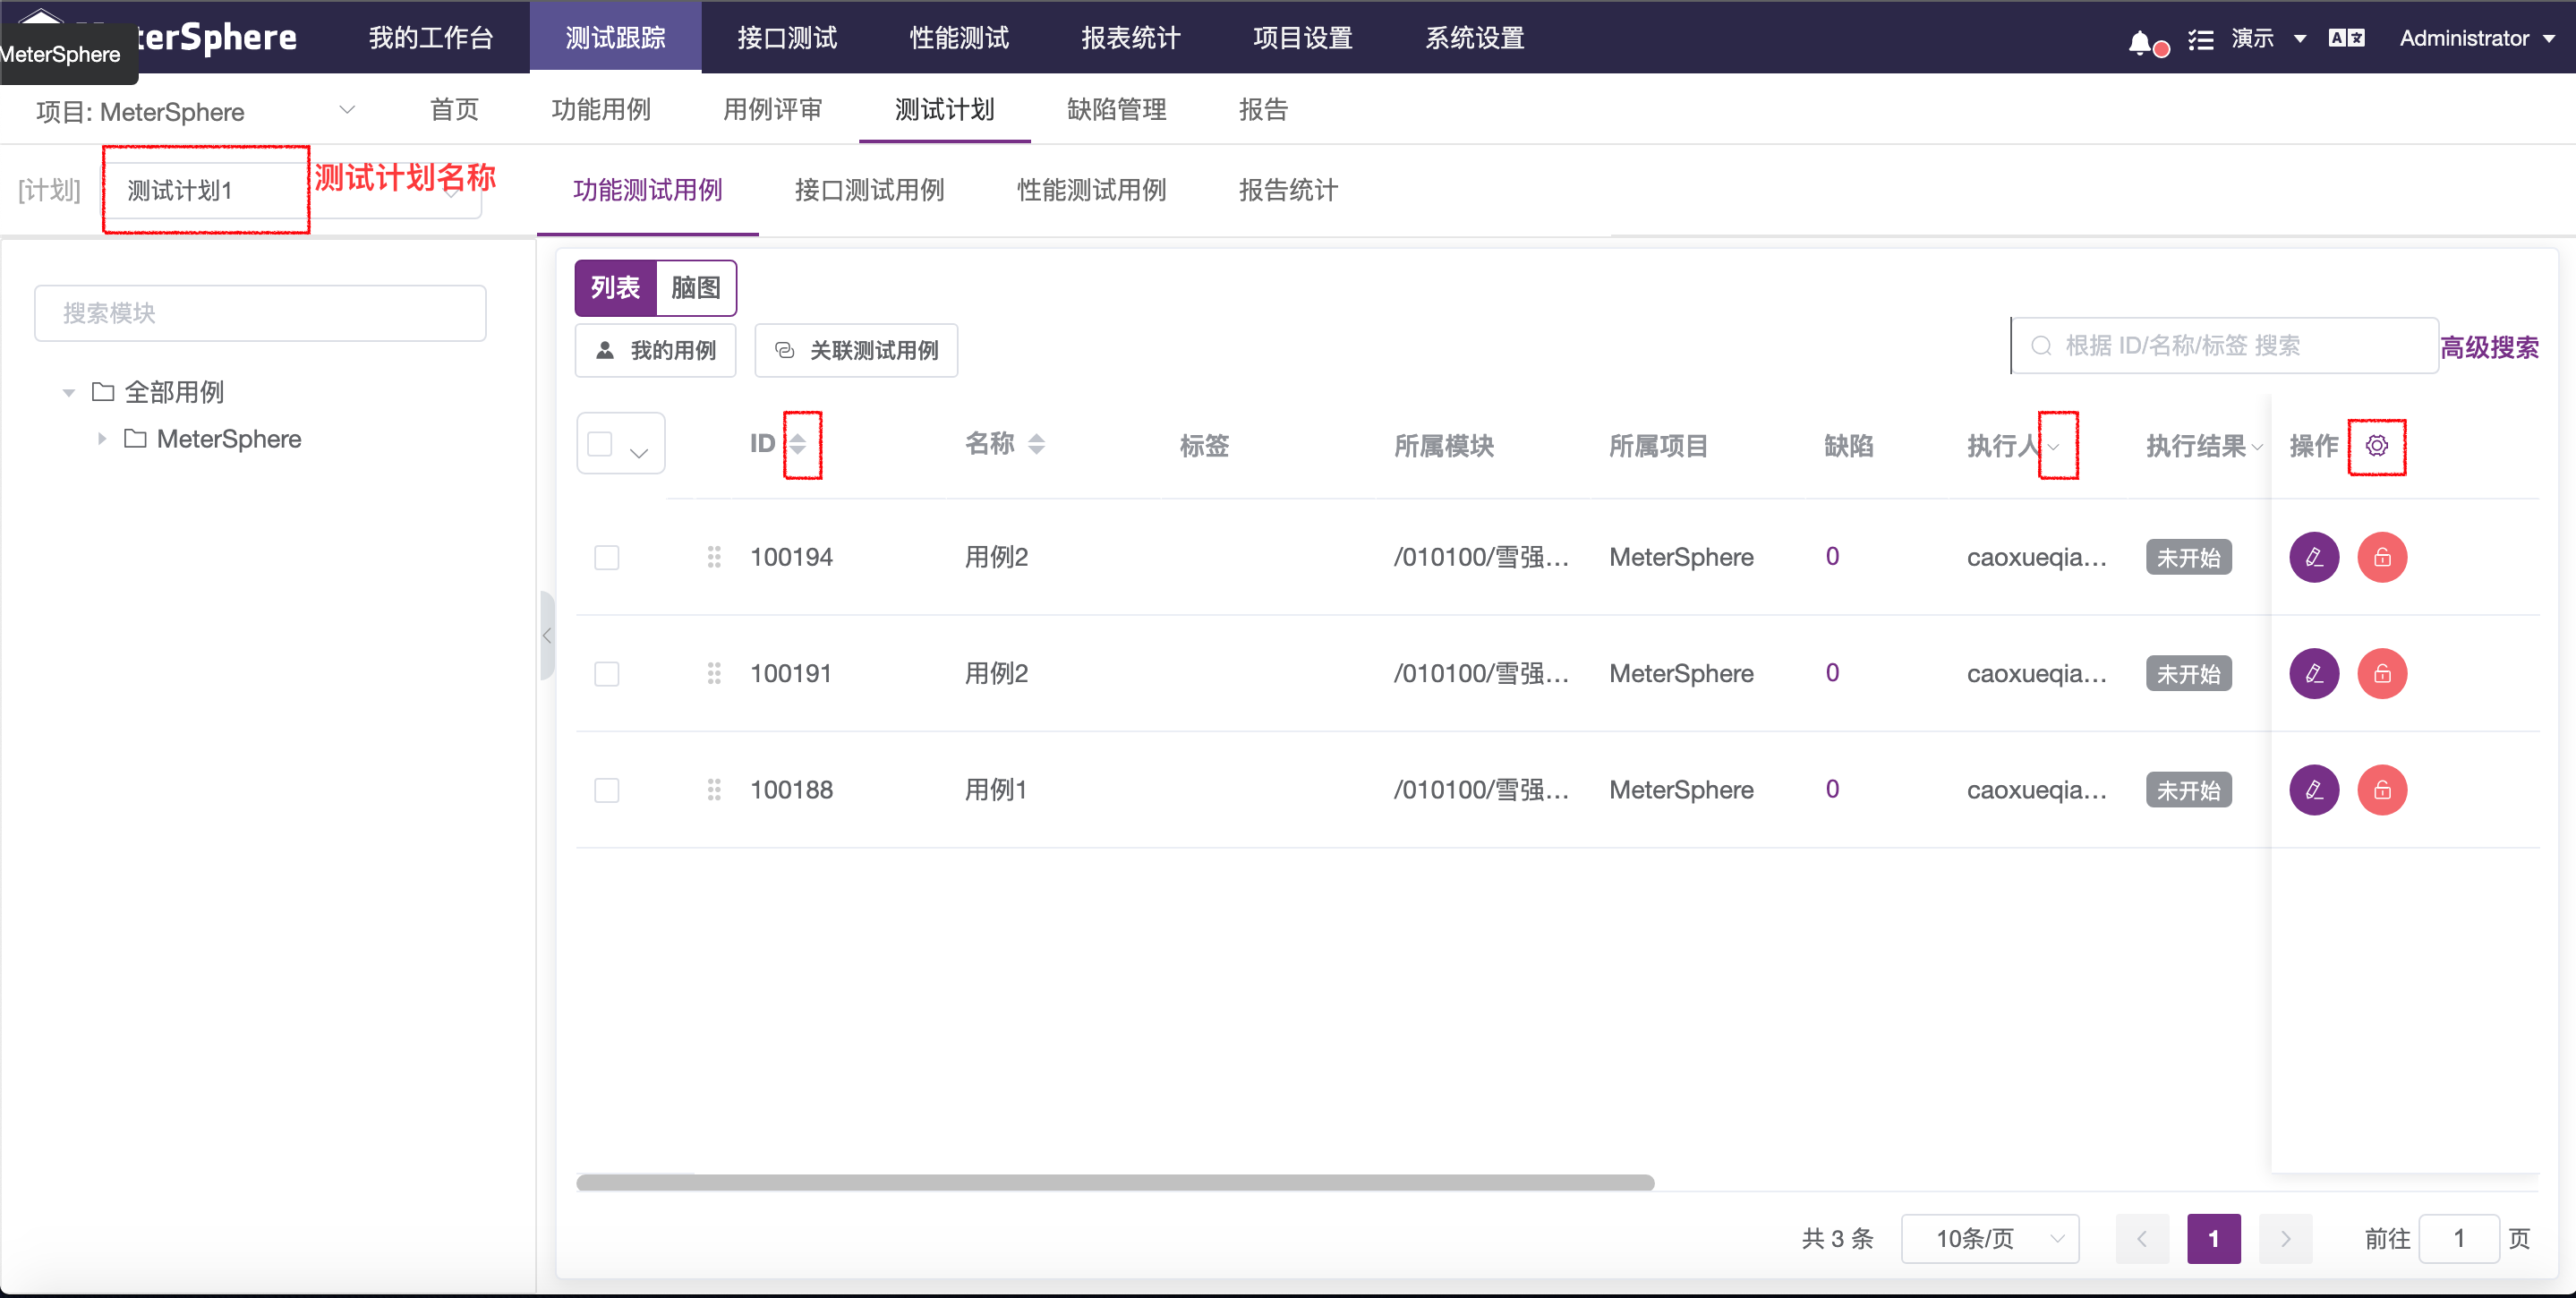 terSphere 我的工作台 测试跟踪 接口测试 性能测试 报表统计 项目设置 系统设置 演示 Administrator
MeterSphere
项目: MeterSphere 首页 功能用例 用例评审 测试计划 缺陷管理 报告
[计划] 测试计划1 测试计划名称 功能测试用例 接口测试用例 性能测试用例 报告统计
列表 脑图
搜索模块
我的用例 关联测试用例 根据 ID/名称/标签 搜索 高级搜索
全部用例
MeterSphere
ID 名称 标签 所属模块 所属项目 缺陷 执行人 执行结果 操作
100194 用例2 /010100/雪强... MeterSphere 0 caoxueqia... 未开始
100191 用例2 /010100/雪强... MeterSphere 0 caoxueqia... 未开始
100188 用例1 /010100/雪强... MeterSphere 0 caoxueqia... 未开始
共 3 条 10条/页 1 前往 1 页